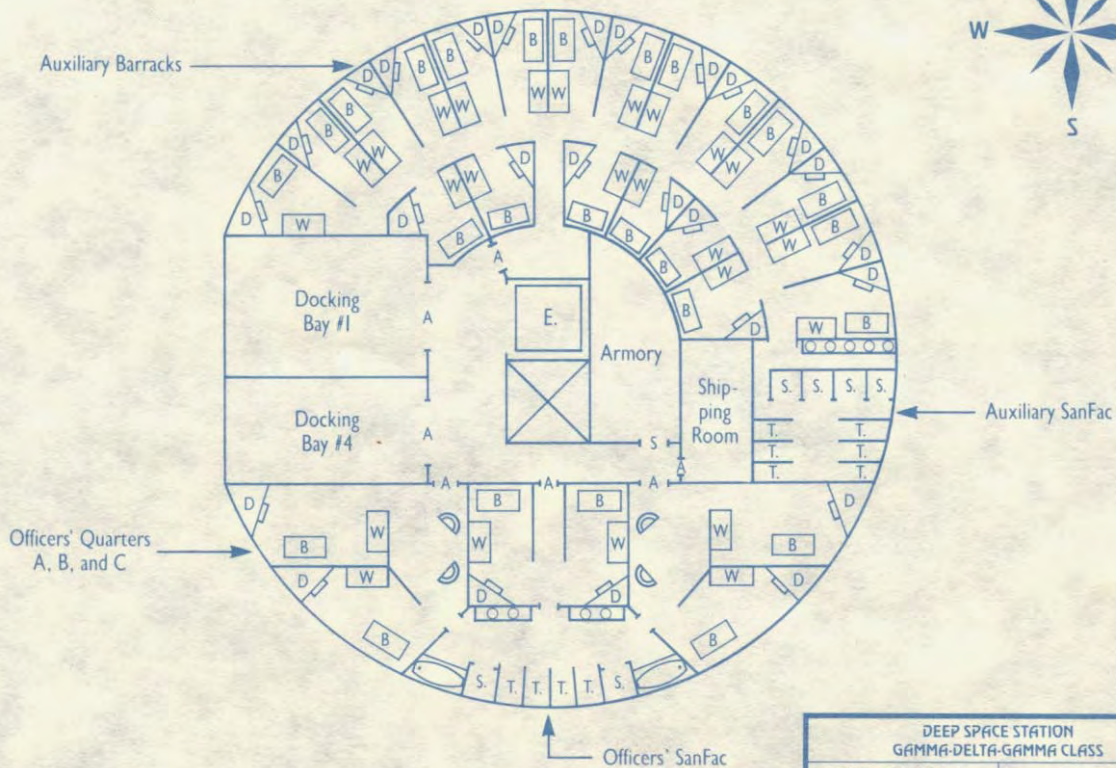 D D D D
W
B B
D D B B B B D D
Auxiliary Barracks
D D W W D D
B B W W W W B B
S
D B B D
W W D W W D W W
B W W W W D B
D W D B B D B W B
B B W W D
Docking
Bay #1
W W D
B
A
E.
A
B
W B
D
Armory
Ship-
ping
Room
S. S. S. S.
Auxiliary SanFac
Docking
Bay #4
A
S
T. T.
T. T.
T. T.
A
A A A
D B B D
Officers' Quarters
A, B, and C
B W W W W B
D W W D
D D
B B
S. T. T. T. T. S.
Officers' SanFac
DEEP SPACE STATION
GAMMA-DELTA-GAMMA CLASS